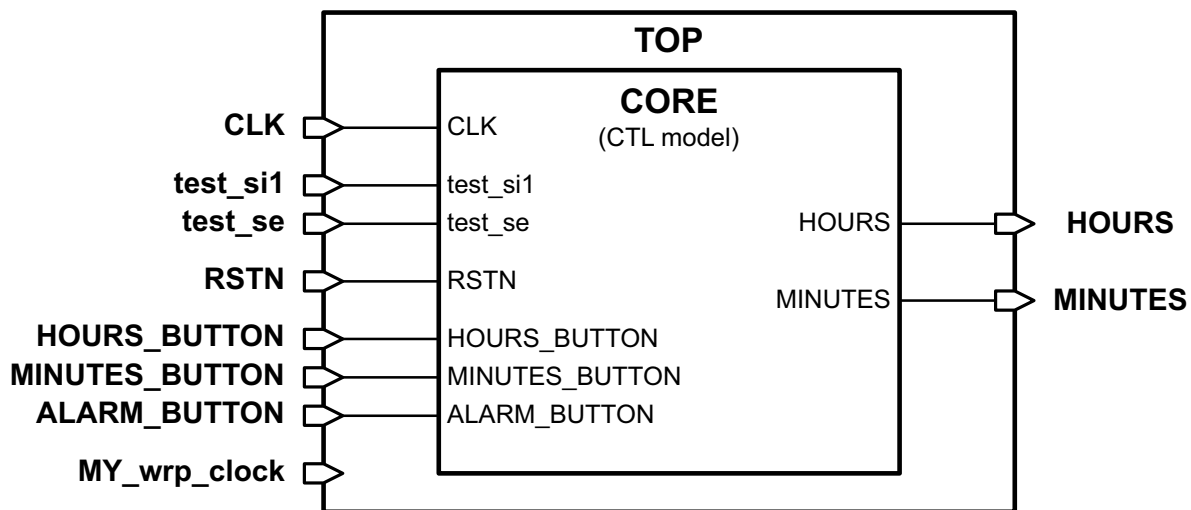 TOP
CORE
(CTL model)
CLK
CLK
test_si1
test_si1
test_se
test_se
HOURS
HOURS
RSTN
RSTN
MINUTES
MINUTES
HOURS_BUTTON
HOURS_BUTTON
MINUTES_BUTTON
MINUTES_BUTTON
ALARM_BUTTON
ALARM_BUTTON
MY_wrp_clock